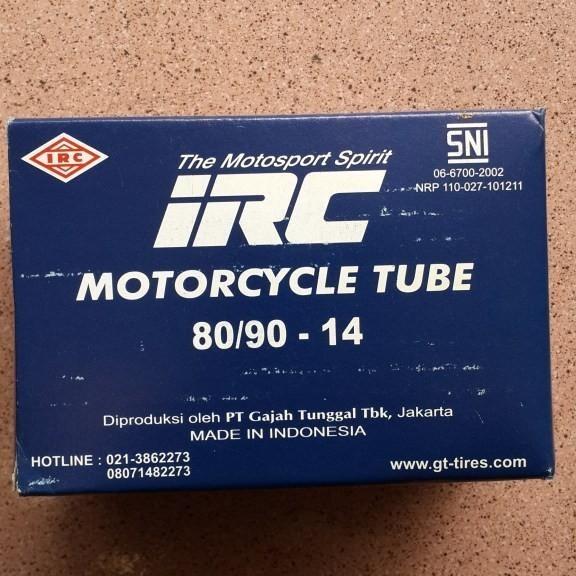 IRC
The Motosport Spirit
iRC
SNI
06-6700-2002
NRP 110-027-101211
MOTORCYCLE TUBE
80/90 - 14
Diproduksi oleh PT Gajah Tunggal Tbk, Jakarta
MADE IN INDONESIA
HOTLINE : 021-3862273
08071482273
www.gt-tires.com